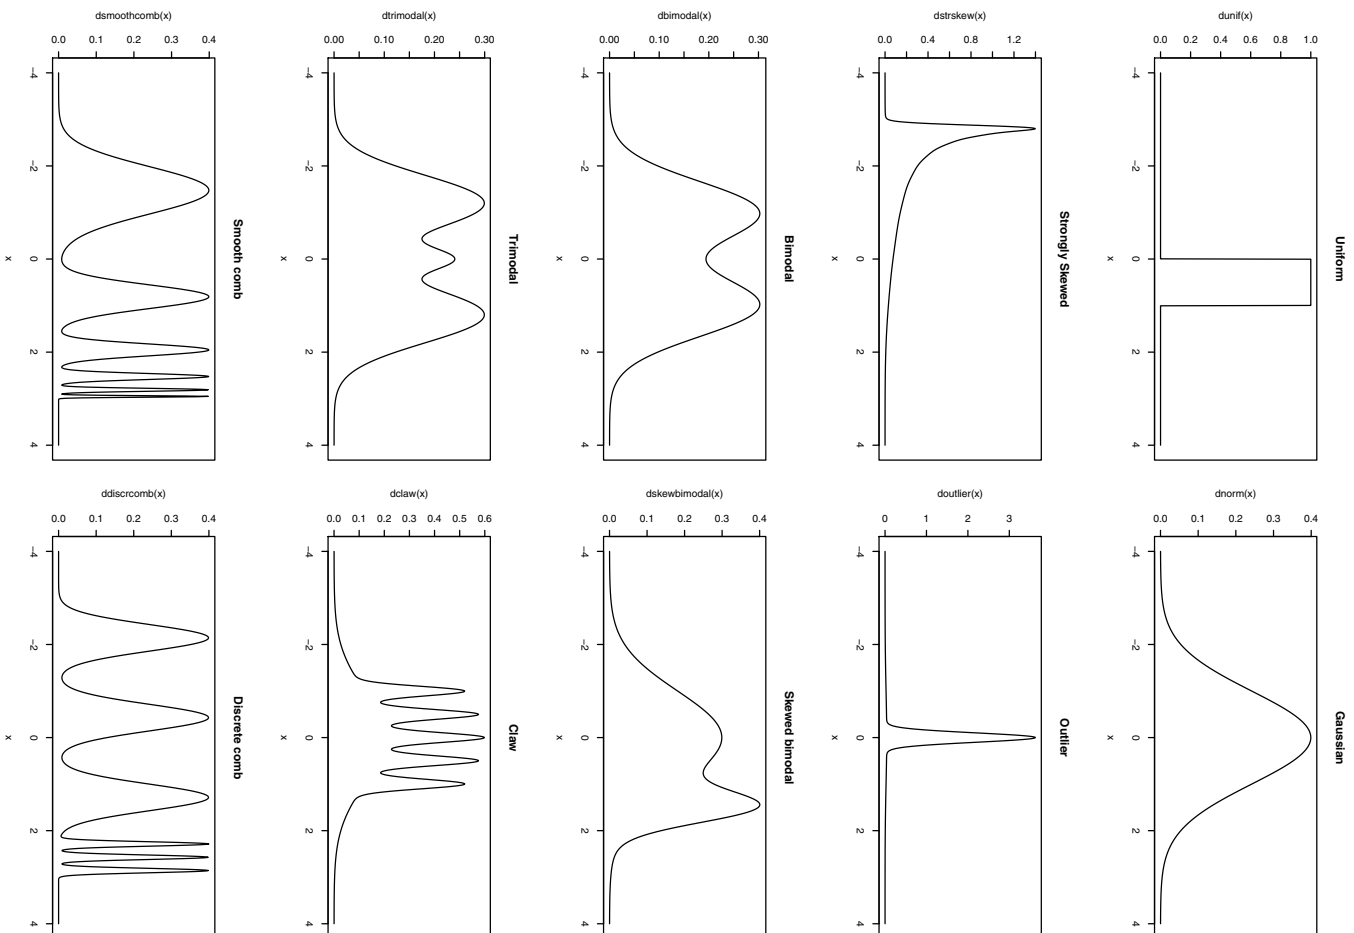 Uniform
dunif(x)
0.0 0.2 0.4 0.6 0.8 1.0
−4 −2 0 2 4
x
Gaussian
dnorm(x)
0.0 0.1 0.2 0.3 0.4
−4 −2 0 2 4
x
Strongly Skewed
dstrskew(x)
0.0 0.4 0.8 1.2
−4 −2 0 2 4
x
Outlier
doutlier(x)
0 1 2 3
−4 −2 0 2 4
x
Bimodal
dbimodal(x)
0.00 0.10 0.20 0.30
−4 −2 0 2 4
x
Skewed bimodal
dskewbimodal(x)
0.0 0.1 0.2 0.3 0.4
−4 −2 0 2 4
x
Trimodal
dtrimodal(x)
0.00 0.10 0.20 0.30
−4 −2 0 2 4
x
Claw
dclaw(x)
0.0 0.1 0.2 0.3 0.4 0.5 0.6
−4 −2 0 2 4
x
Smooth comb
dsmoothcomb(x)
0.0 0.1 0.2 0.3 0.4
−4 −2 0 2 4
x
Discrete comb
ddiscrcomb(x)
0.0 0.1 0.2 0.3 0.4
−4 −2 0 2 4
x